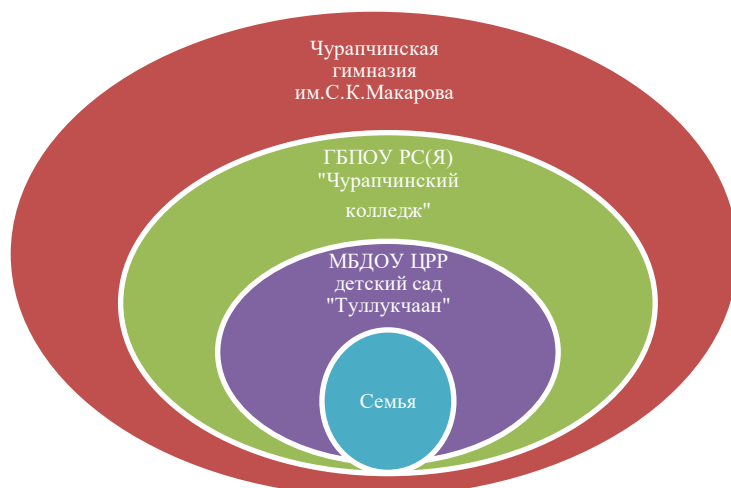 Чурапчинская
гимназия
им.С.К.Макарова
ГБПОУ РС(Я)
"Чурапчинский
колледж"
МБДОУ ЦРР
детский сад
"Туллукчаан"
Семья